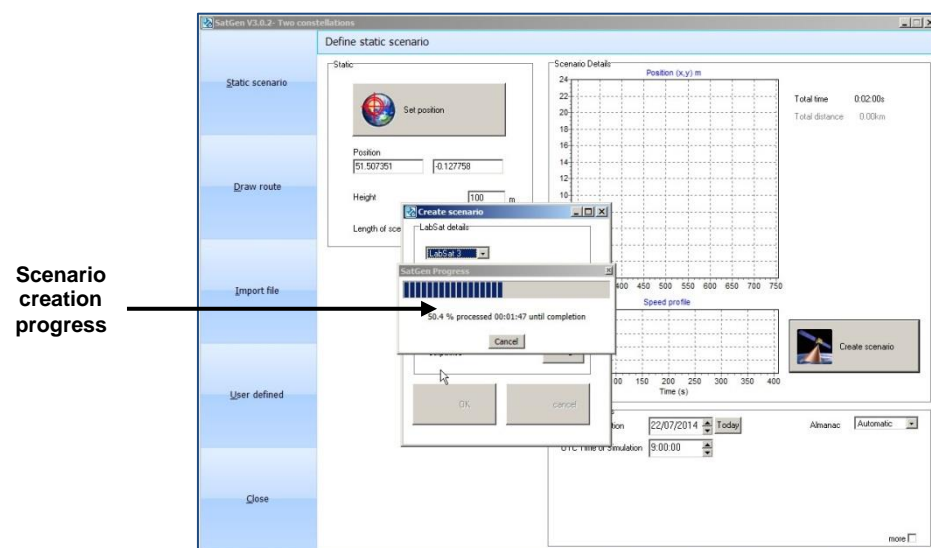 SatGen V3.0.2- Two constellations
Define static scenario
Static scenario
Draw route
Import file
User defined
Close
Static
Set position
Position
51.507351 -0.127758
Height 100 m
Length of sce
Scenario Details
Position (x,y) m
24
22
20
18
16
14
12
10
400 450 500 550 600 650 700 750
Total time 0:02:00s
Total distance 0.00km
Speed profile
00 150 200 250 300 350 400
Time (s)
Create scenario
Create scenario
LabSat details
LabSat 3
SatGen Progress
50.4 % processed 00:01:47 until completion
Cancel
OK cancel
tion 22/07/2014 Today Almanac Automatic
UTC Time of Simulation 9:00:00
more
Scenario
creation
progress